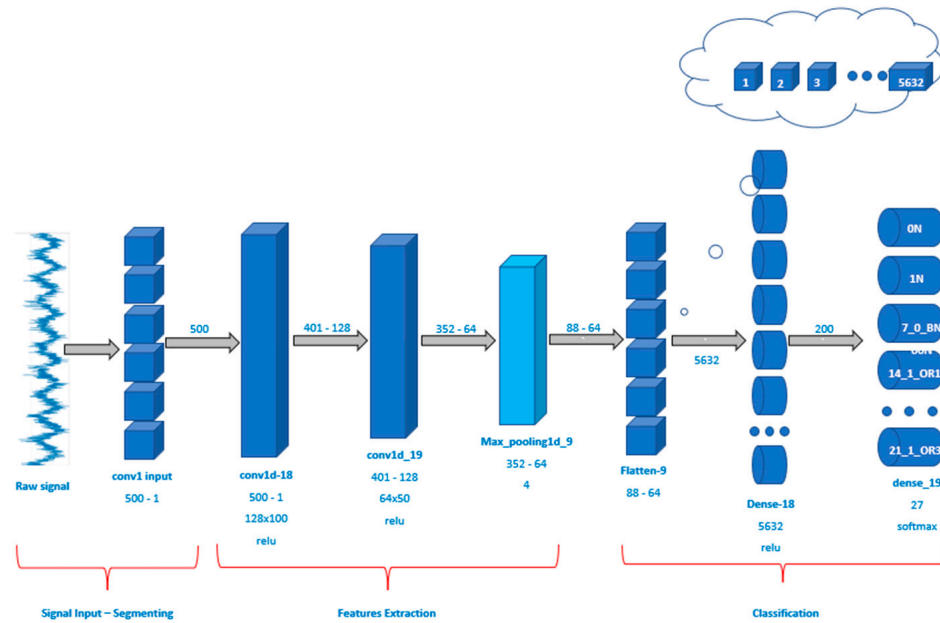 1 2 3 5632
0N
1N
7_0_BN
14_1_OR1
21_1_OR3
500
401 - 128
352 - 64
88 - 64
5632
200
Raw signal
conv1 input
500 - 1
conv1d-18
500 - 1
128x100
relu
conv1d_19
401 - 128
64x50
relu
Max_pooling1d_9
352 - 64
4
Flatten-9
88 - 64
Dense-18
5632
relu
dense_19
27
softmax
Signal Input – Segmenting
Features Extraction
Classification